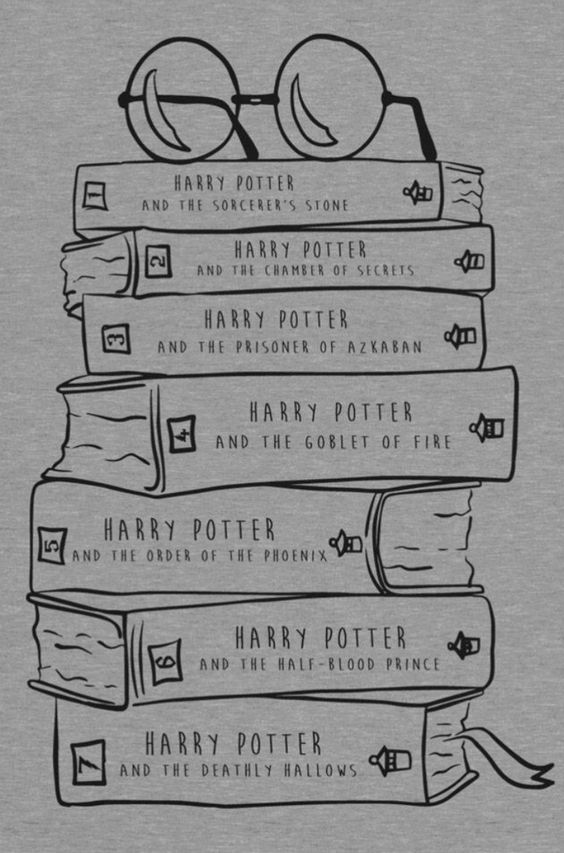 1
HARRY POTTER
AND THE SORCERER'S STONE
2
HARRY POTTER
AND THE CHAMBER OF SECRETS
3
HARRY POTTER
AND THE PRISONER OF AZKABAN
4
HARRY POTTER
AND THE GOBLET OF FIRE
5
HARRY POTTER
AND THE ORDER OF THE PHOENIX
6
HARRY POTTER
AND THE HALF-BLOOD PRINCE
7
HARRY POTTER
AND THE DEATHLY HALLOWS